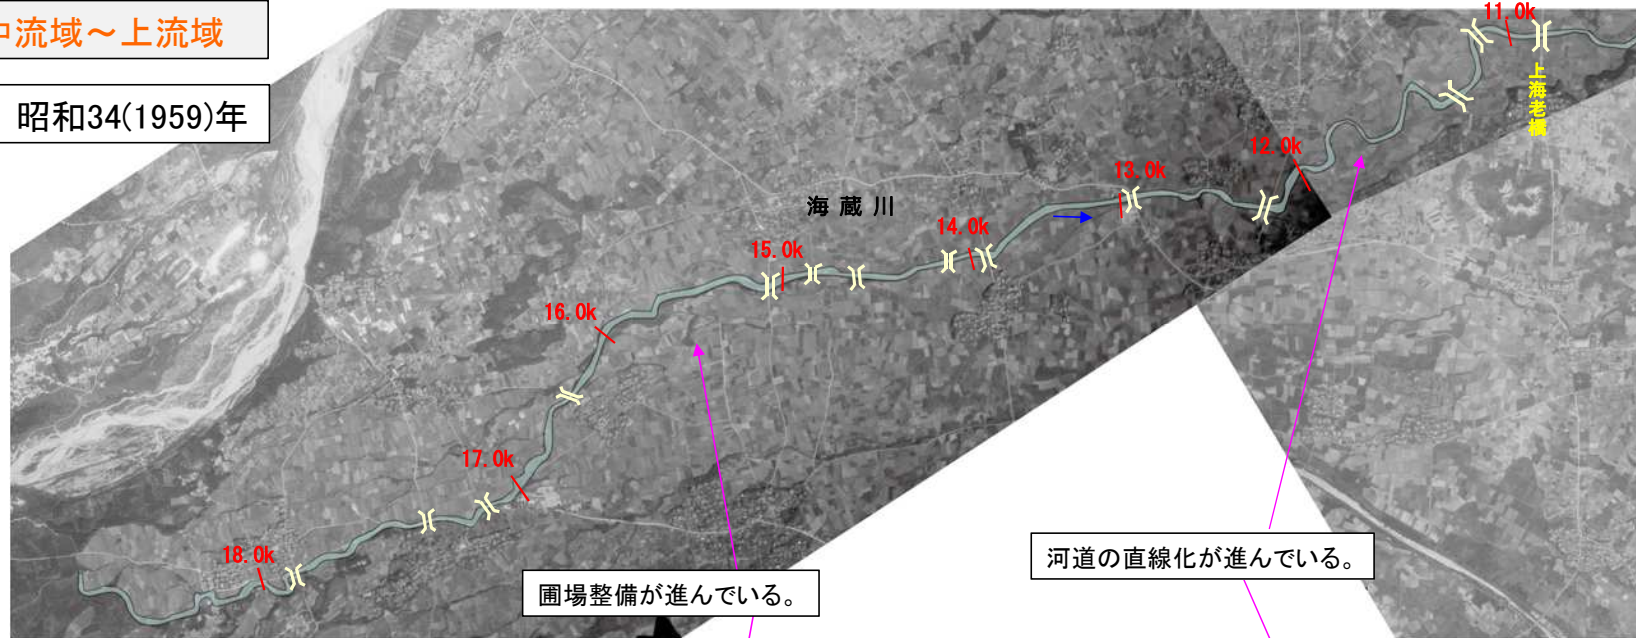 中流域～上流域
昭和34(1959)年
11.0k
上海老橋
12.0k
13.0k
海蔵川
14.0k
15.0k
16.0k
17.0k
18.0k
圃場整備が進んでいる。
河道の直線化が進んでいる。